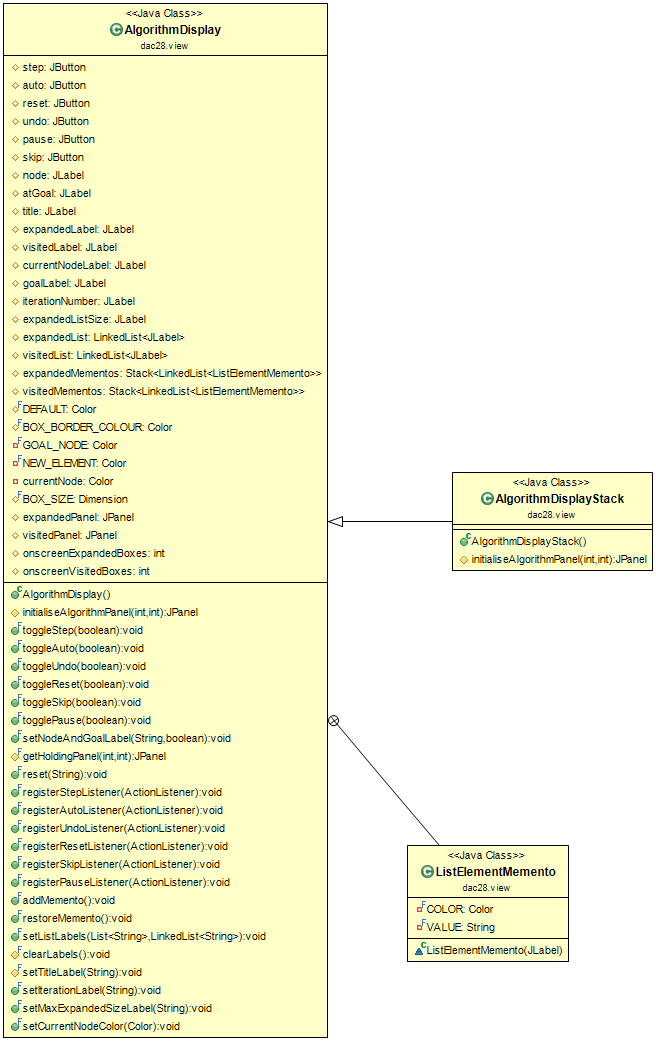 <<Java Class>>
AlgorithmDisplay
dac28.view
step: JButton
auto: JButton
reset: JButton
undo: JButton
pause: JButton
skip: JButton
node: JLabel
atGoal: JLabel
title: JLabel
expandedLabel: JLabel
visitedLabel: JLabel
currentNodeLabel: JLabel
goalLabel: JLabel
iterationNumber: JLabel
expandedListSize: JLabel
expandedList: LinkedList<JLabel>
visitedList: LinkedList<JLabel>
expandedMementos: Stack<LinkedList<ListElementMemento>>
visitedMementos: Stack<LinkedList<ListElementMemento>>
F DEFAULT: Color
F BOX_BORDER_COLOUR: Color
F GOAL_NODE: Color
F NEW_ELEMENT: Color
currentNode: Color
F BOX_SIZE: Dimension
expandedPanel: JPanel
visitedPanel: JPanel
onscreenExpandedBoxes: int
onscreenVisitedBoxes: int
C AlgorithmDisplay()
initialiseAlgorithmPanel(int,int):JPanel
F toggleStep(boolean):void
F toggleAuto(boolean):void
F toggleUndo(boolean):void
F toggleReset(boolean):void
F toggleSkip(boolean):void
F togglePause(boolean):void
F setNodeAndGoalLabel(String,boolean):void
F getHoldingPanel(int,int):JPanel
F reset(String):void
F registerStepListener(ActionListener):void
F registerAutoListener(ActionListener):void
F registerUndoListener(ActionListener):void
F registerResetListener(ActionListener):void
F registerSkipListener(ActionListener):void
F registerPauseListener(ActionListener):void
F addMemento():void
F restoreMemento():void
F setListLabels(List<String>,LinkedList<String>):void
F clearLabels():void
F setTitleLabel(String):void
F setIterationLabel(String):void
F setMaxExpandedSizeLabel(String):void
F setCurrentNodeColor(Color):void
<<Java Class>>
C AlgorithmDisplayStack
dac28.view
C AlgorithmDisplayStack()
initialiseAlgorithmPanel(int,int):JPanel
<<Java Class>>
C ListElementMemento
dac28.view
F COLOR: Color
F VALUE: String
C ListElementMemento(JLabel)